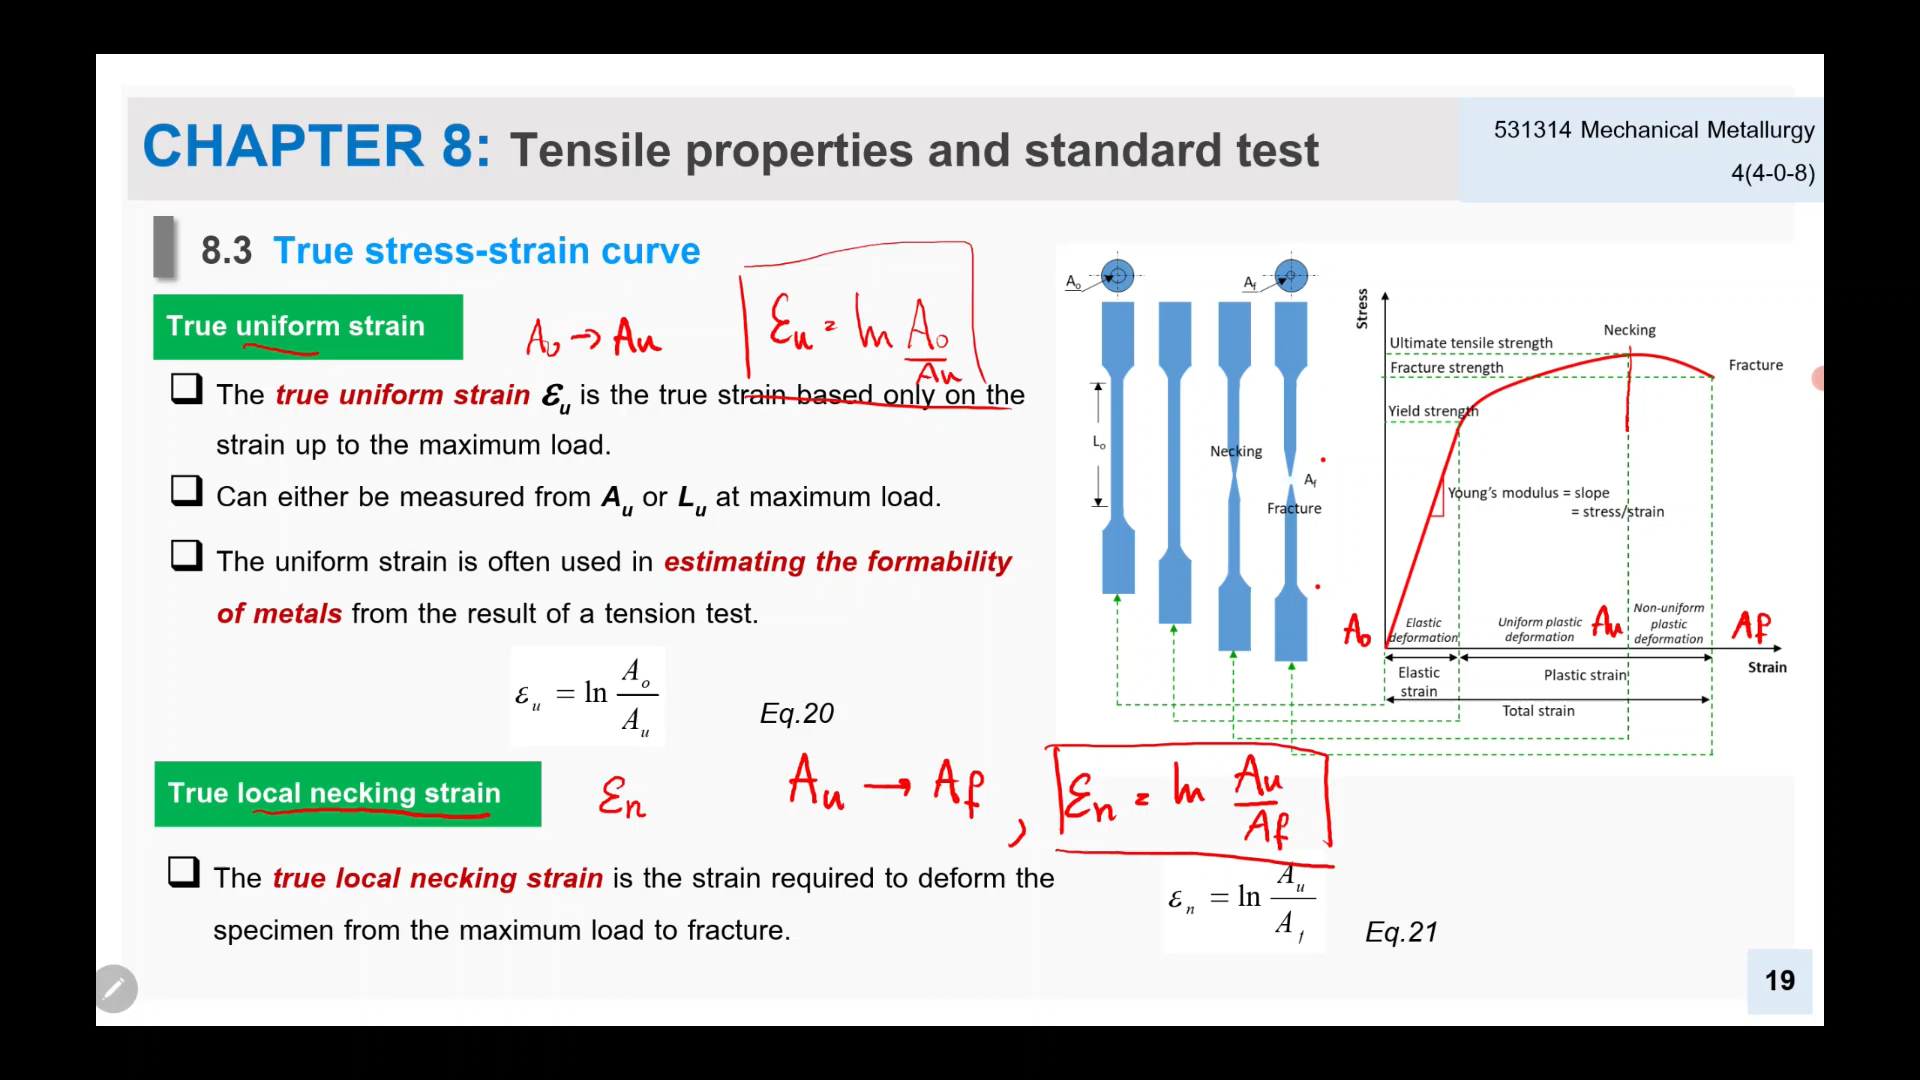 CHAPTER 8: Tensile properties and standard test
531314 Mechanical Metallurgy
4(4-0-8)
8.3 True stress-strain curve
True uniform strain
A₀ → Au
εu = ln A₀/Au
The true uniform strain εu is the true strain based only on the
strain up to the maximum load.
Can either be measured from Au or Lu at maximum load.
The uniform strain is often used in estimating the formability
of metals from the result of a tension test.
εu = ln Ao/Au
Eq.20
True local necking strain
εn
Au → Af , εn = ln Au/Af
The true local necking strain is the strain required to deform the
specimen from the maximum load to fracture.
εn = ln Au/Af
Eq.21
Ao
Af
Lo
Necking
Af
Fracture
Stress
Necking
Ultimate tensile strength
Fracture strength
Fracture
Yield strength
Young's modulus = slope
= stress/strain
A₀
Elastic
deformation
Uniform plastic
deformation
Au
Non-uniform
plastic
deformation
Af
Strain
Elastic
strain
Plastic strain
Total strain
19